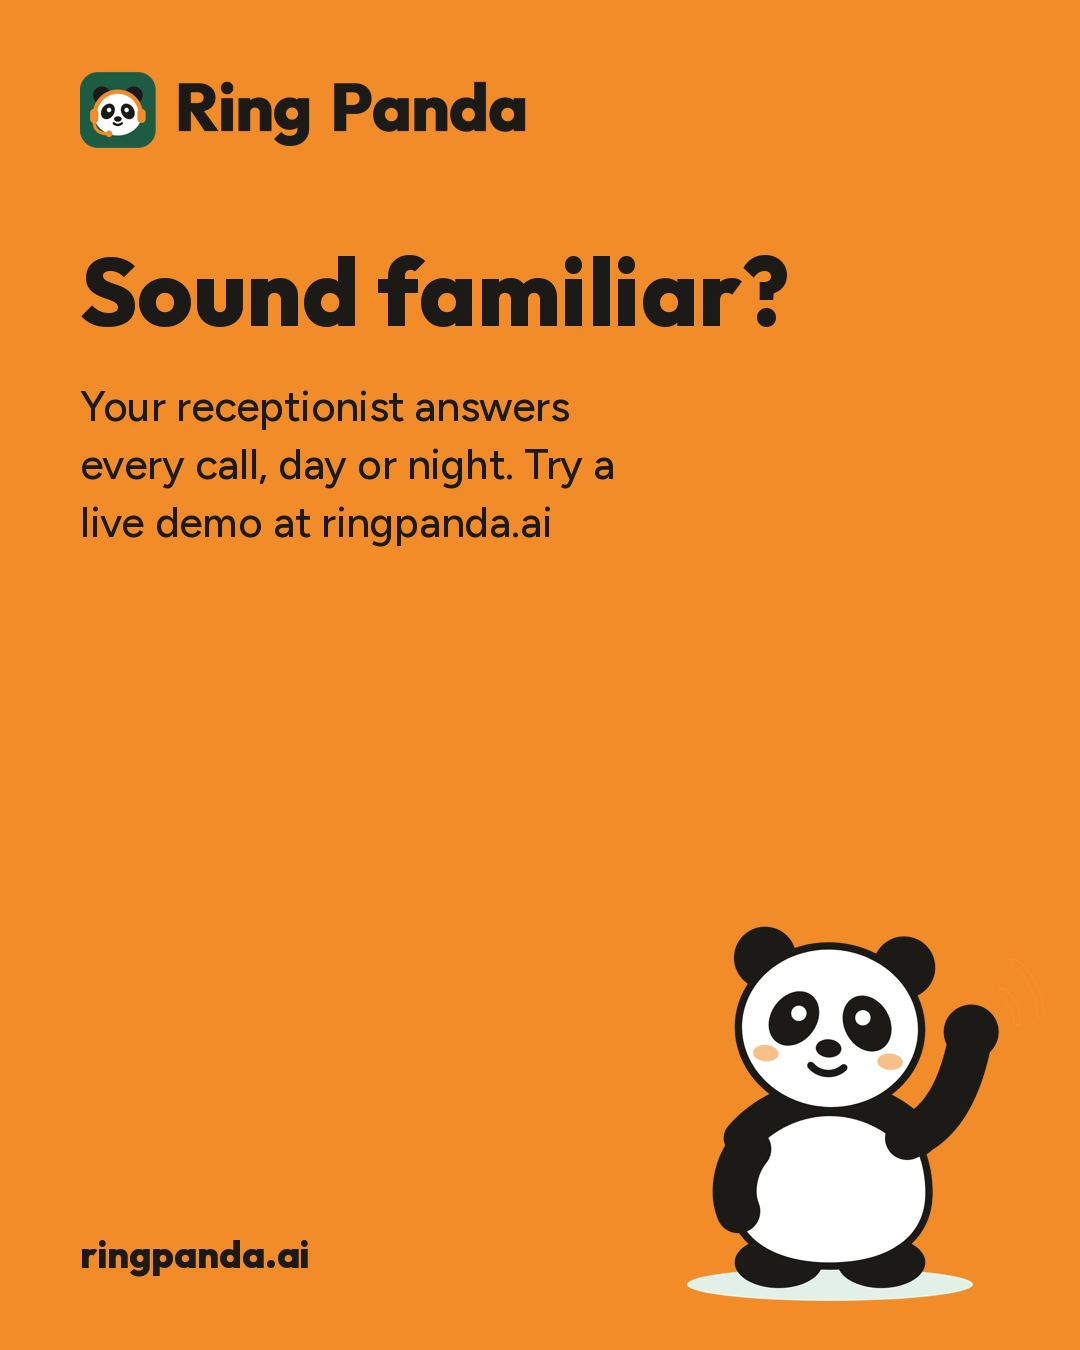 Ring Panda
Sound familiar?
Your receptionist answers
every call, day or night. Try a
live demo at ringpanda.ai
ringpanda.ai